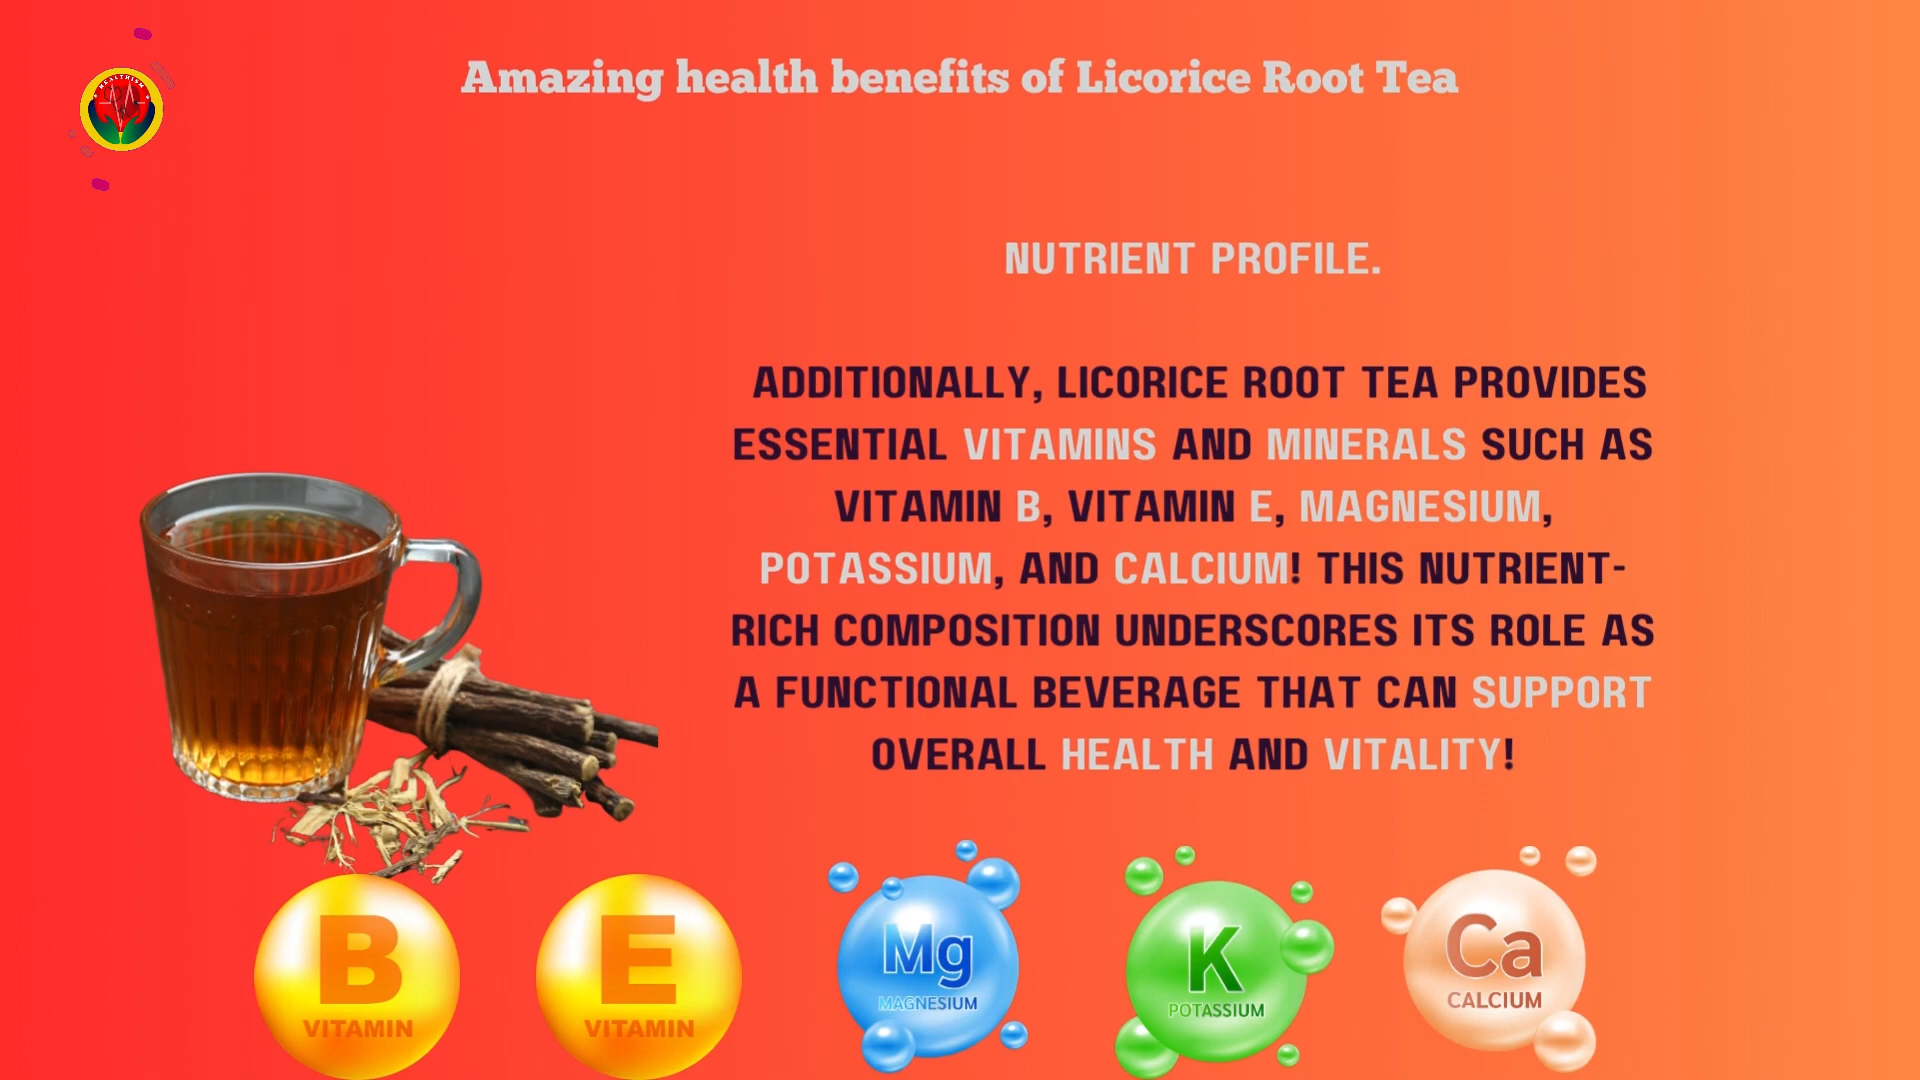 HEALTHIFY
Amazing health benefits of Licorice Root Tea
NUTRIENT PROFILE.
ADDITIONALLY, LICORICE ROOT TEA PROVIDES
ESSENTIAL VITAMINS AND MINERALS SUCH AS
VITAMIN B, VITAMIN E, MAGNESIUM,
POTASSIUM, AND CALCIUM! THIS NUTRIENT-
RICH COMPOSITION UNDERSCORES ITS ROLE AS
A FUNCTIONAL BEVERAGE THAT CAN SUPPORT
OVERALL HEALTH AND VITALITY!
B
VITAMIN
E
VITAMIN
Mg
MAGNESIUM
K
POTASSIUM
Ca
CALCIUM